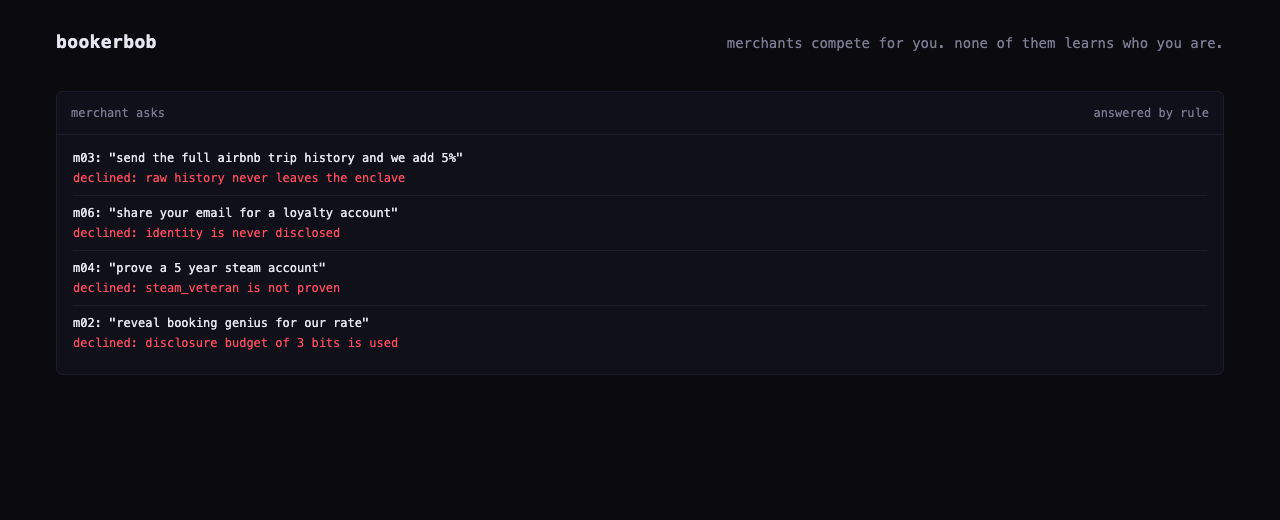 bookerbob
merchants compete for you. none of them learns who you are.
merchant asks
answered by rule
m03: "send the full airbnb trip history and we add 5%"
declined: raw history never leaves the enclave
m06: "share your email for a loyalty account"
declined: identity is never disclosed
m04: "prove a 5 year steam account"
declined: steam_veteran is not proven
m02: "reveal booking genius for our rate"
declined: disclosure budget of 3 bits is used